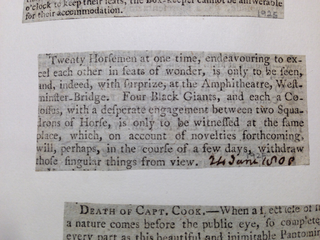 o'clock to keep their seats, the Box-keeper cannot be answerable
for their accommodation.
Twenty Horsemen at one time, endeavouring to ex-
cel each other in feats of wonder, is only to be seen,
and, indeed, with surprize, at the Amphitheatre, West-
minster-Bridge. Four Black Giants, and each a Co-
lossus, with a desperate engagement between two Squa-
drons of Horse, is only to be witnessed at the same
place, which, on account of novelties forthcoming,
will, perhaps, in the course of a few days, withdraw
those singular things from view. 24 June 1808
DEATH OF CAPT. COOK.—When a
a nature comes before the public eye, so
every part as this beautiful and inimitable